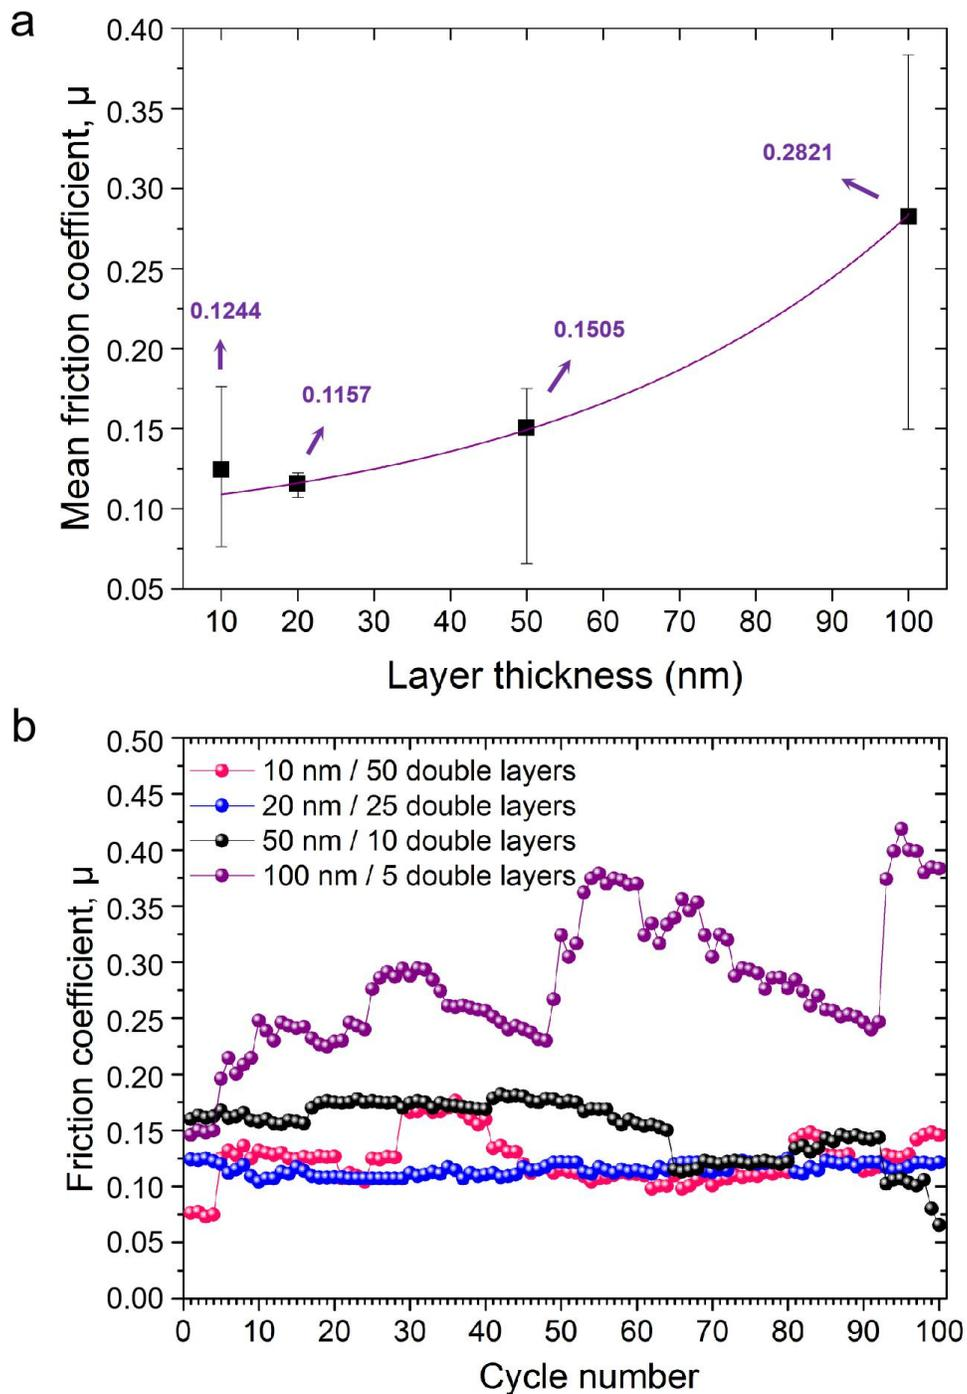 a
0.40
0.35
0.30
0.25
0.20
0.15
0.10
0.05
Mean friction coefficient, μ
0.1244
0.1157
0.1505
0.2821
10 20 30 40 50 60 70 80 90 100
Layer thickness (nm)
b
0.50
0.45
0.40
0.35
0.30
0.25
0.20
0.15
0.10
0.05
0.00
Friction coefficient, μ
10 nm / 50 double layers
20 nm / 25 double layers
50 nm / 10 double layers
100 nm / 5 double layers
0 10 20 30 40 50 60 70 80 90 100
Cycle number